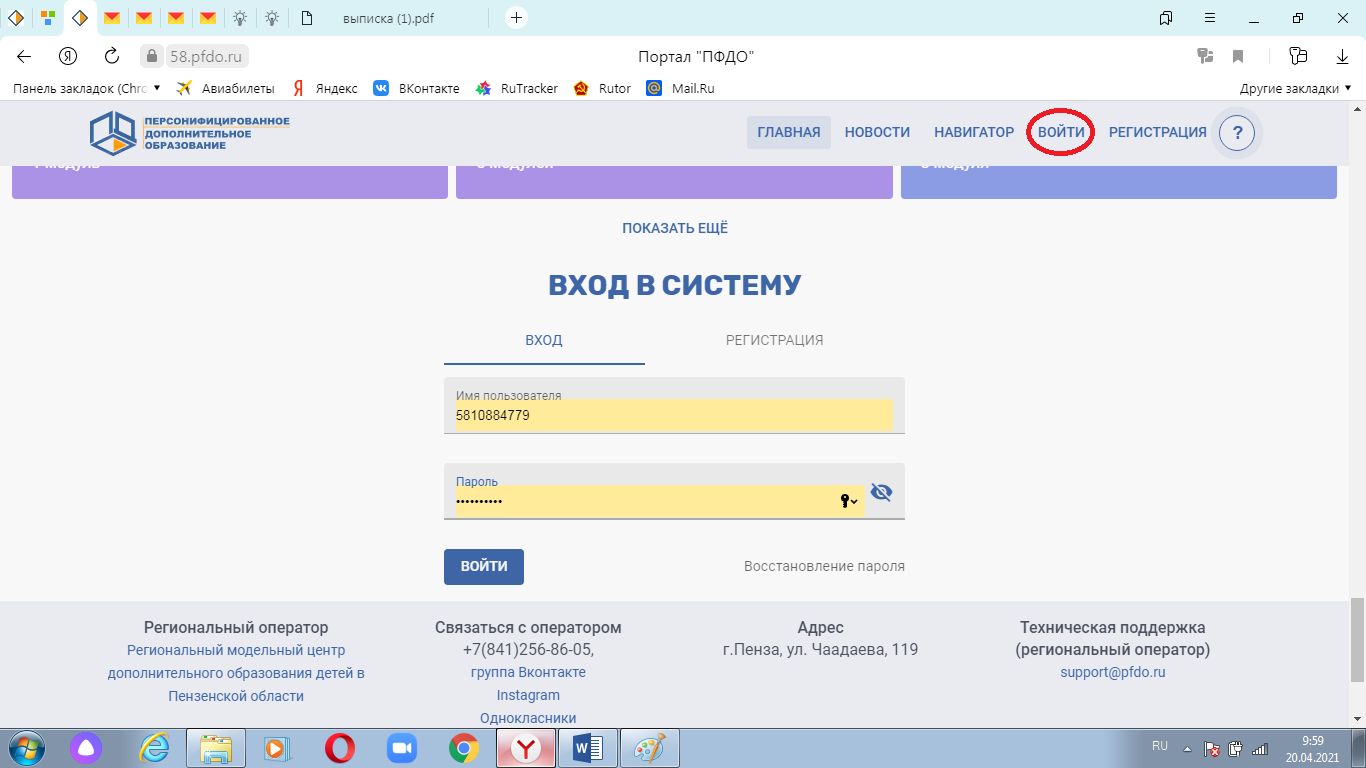 выписка (1).pdf
58.pfdo.ru
Портал "ПФДО"
Панель закладок (Chro
Авиабилеты
Яндекс
ВКонтакте
RuTracker
Rutor
Mail.Ru
Другие закладки
ПЕРСОНИФИЦИРОВАННОЕ
ДОПОЛНИТЕЛЬНОЕ
ОБРАЗОВАНИЕ
ГЛАВНАЯ
НОВОСТИ
НАВИГАТОР
ВОЙТИ
РЕГИСТРАЦИЯ
?
ПОКАЗАТЬ ЕЩЁ
ВХОД В СИСТЕМУ
ВХОД
РЕГИСТРАЦИЯ
Имя пользователя
5810884779
Пароль
••••••••••
ВОЙТИ
Восстановление пароля
Региональный оператор
Региональный модельный центр
дополнительного образования детей в
Пензенской области
Связаться с оператором
+7(841)256-86-05,
группа Вконтакте
Instagram
Однокласники
Адрес
г.Пенза, ул. Чаадаева, 119
Техническая поддержка
(региональный оператор)
support@pfdo.ru
RU
9:59
20.04.2021